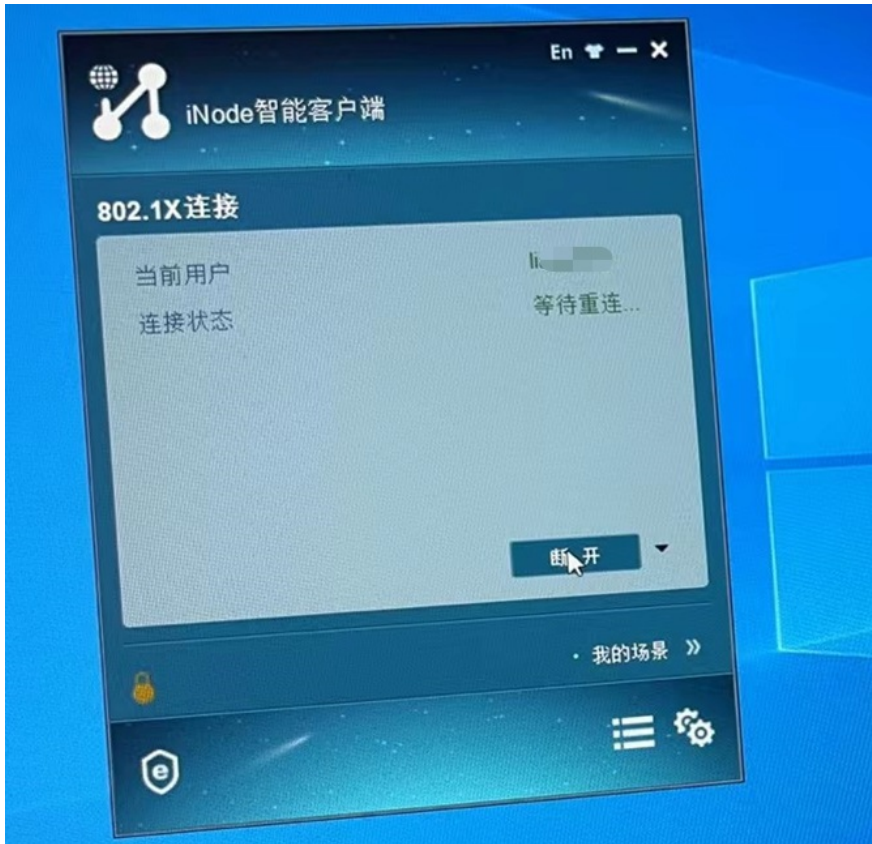 En
iNode智能客户端
802.1X连接
当前用户
连接状态 等待重连...
断开
我的场景 »